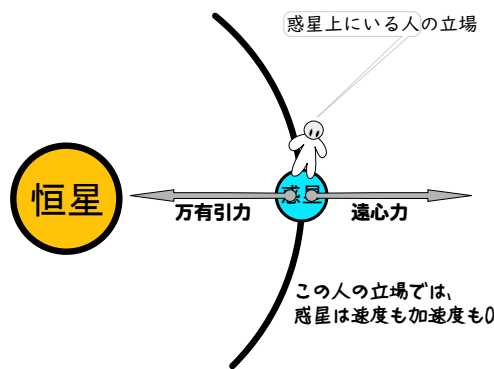 惑星上にいる人の立場
恒星
惑星
万有引力
遠心力
この人の立場では、
惑星は速度も加速度も0